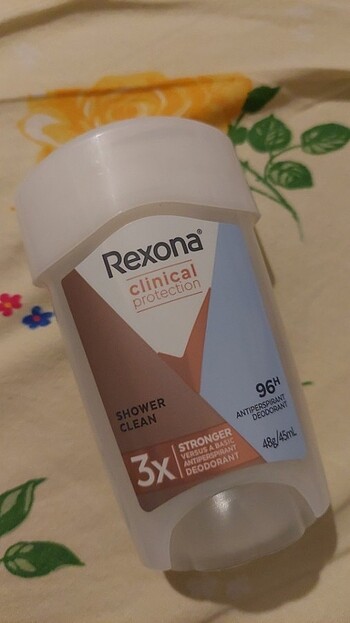 Rexona®
clinical
protection
96H
ANTIPERSPIRANT
DEODORANT
48g/45mL
SHOWER
CLEAN
3x
STRONGER
VERSUS A BASIC
ANTIPERSPIRANT
DEODORANT